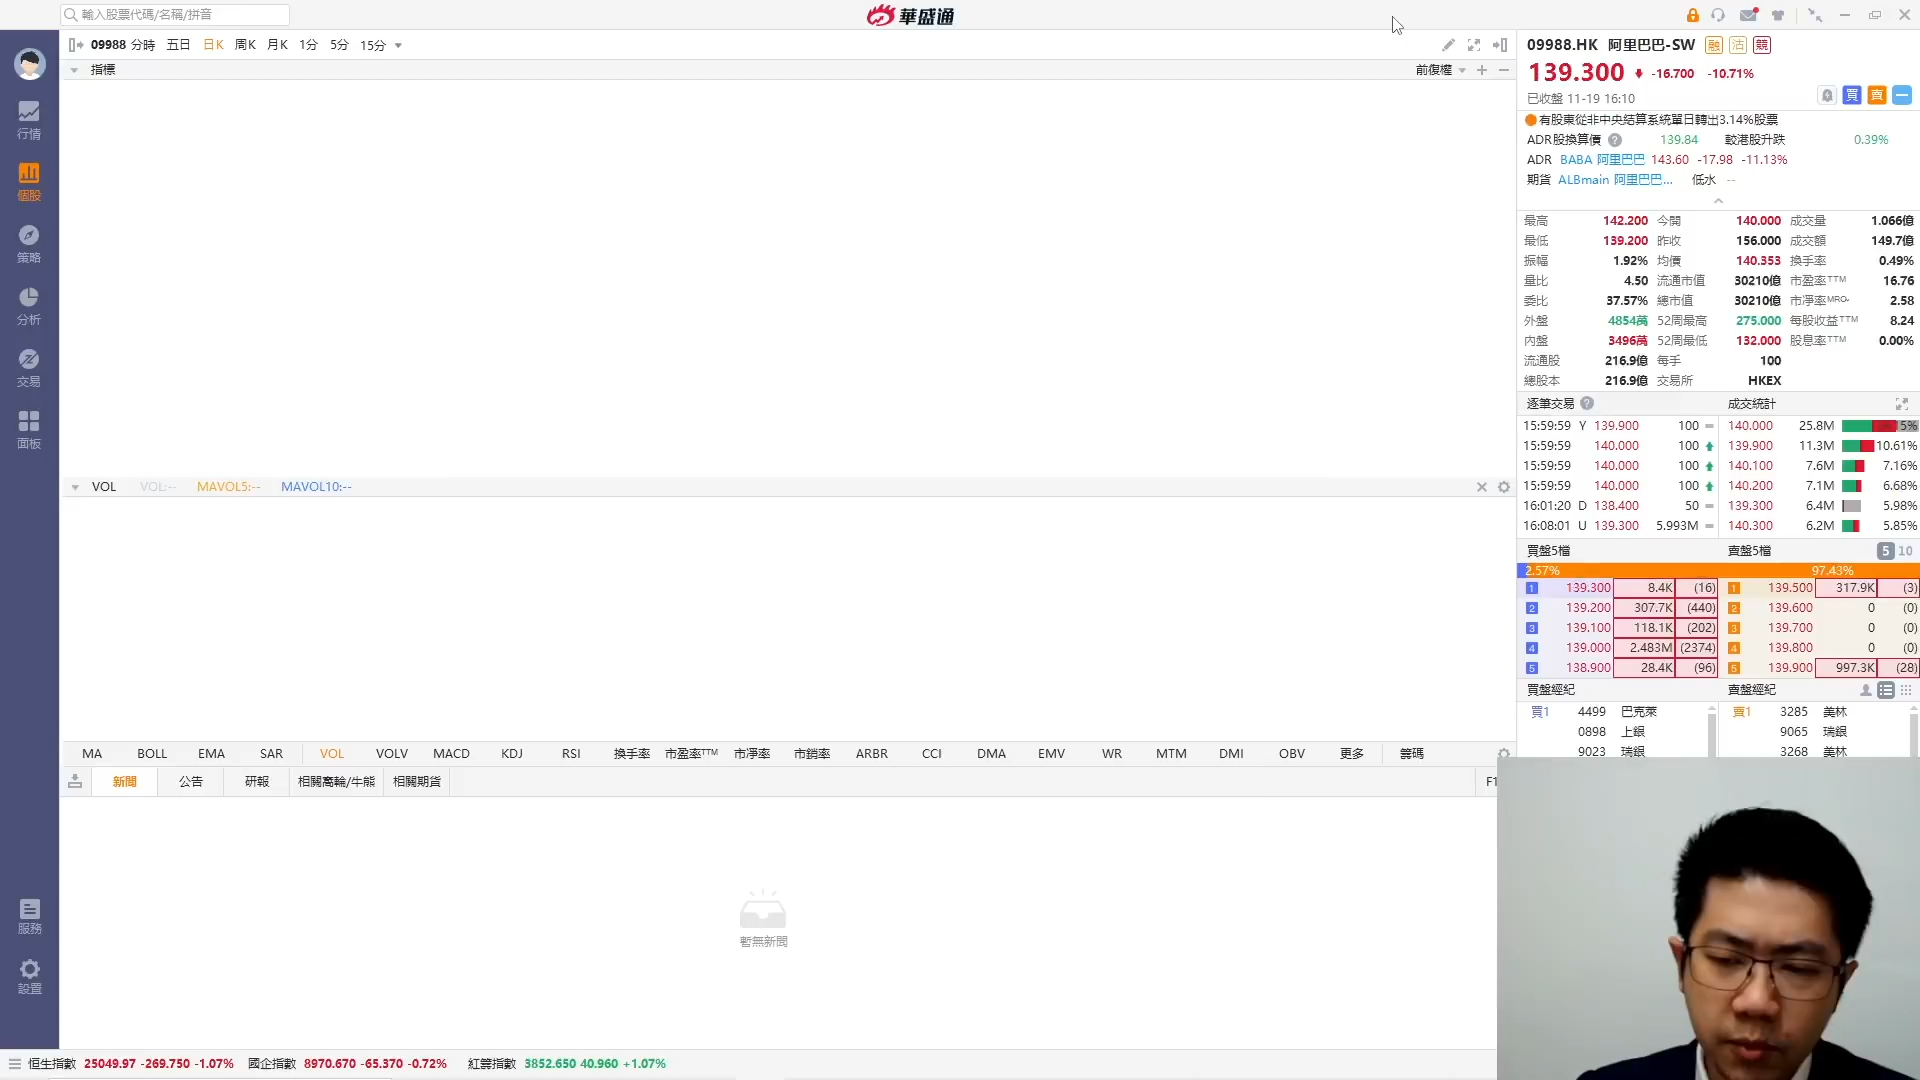 輸入股票代碼/名稱/拼音
華盛通
09988 分時 五日 日K 周K 月K 1分 5分 15分
指標
前復權
行情
個股
策略
分析
交易
面板
服務
設置
VOL VOL:-- MAVOL5:-- MAVOL10:--
MA BOLL EMA SAR VOL VOLV MACD KDJ RSI 換手率 市盈率TTM 市淨率 市銷率 ARBR CCI DMA EMV WR MTM DMI OBV 更多 籌碼
新聞 公告 研報 相關窩輪/牛熊 相關期貨
暫無新聞
恒生指數 25049.97 -269.750 -1.07% 國企指數 8970.670 -65.370 -0.72% 紅籌指數 3852.650 40.960 +1.07%
09988.HK 阿里巴巴-SW 融 沽 競
139.300 -16.700 -10.71%
已收盤 11-19 16:10
買 賣
有股東從非中央結算系統單日轉出3.14%股票
ADR股換算價 139.84 較港股升跌 0.39%
ADR BABA 阿里巴巴 143.60 -17.98 -11.13%
期貨 ALBmain 阿里巴巴... 低水 --
最高 142.200 今開 140.000 成交量 1.066億
最低 139.200 昨收 156.000 成交額 149.7億
振幅 1.92% 均價 140.353 換手率 0.49%
量比 4.50 流通市值 30210億 市盈率TTM 16.76
委比 37.57% 總市值 30210億 市淨率MRQ 2.58
外盤 4854萬 52周最高 275.000 每股收益TTM 8.24
內盤 3496萬 52周最低 132.000 股息率TTM 0.00%
流通股 216.9億 每手 100
總股本 216.9億 交易所 HKEX
逐筆交易 成交統計
15:59:59 Y 139.900 100 140.000 25.8M 5%
15:59:59 140.000 100 139.900 11.3M 10.61%
15:59:59 140.000 100 140.100 7.6M 7.16%
15:59:59 140.000 100 140.200 7.1M 6.68%
16:01:20 D 138.400 50 139.300 6.4M 5.98%
16:08:01 U 139.300 5.993M 140.300 6.2M 5.85%
買盤5檔 賣盤5檔 5 10
2.57% 97.43%
1 139.300 8.4K (16) 1 139.500 317.9K (3)
2 139.200 307.7K (440) 2 139.600 0 (0)
3 139.100 118.1K (202) 3 139.700 0 (0)
4 139.000 2.483M (2374) 4 139.800 0 (0)
5 138.900 28.4K (96) 5 139.900 997.3K (28)
買盤經紀 賣盤經紀
買1 4499 巴克萊 賣1 3285 美林
0898 上銀 9065 瑞銀
9023 瑞銀 3268 美林